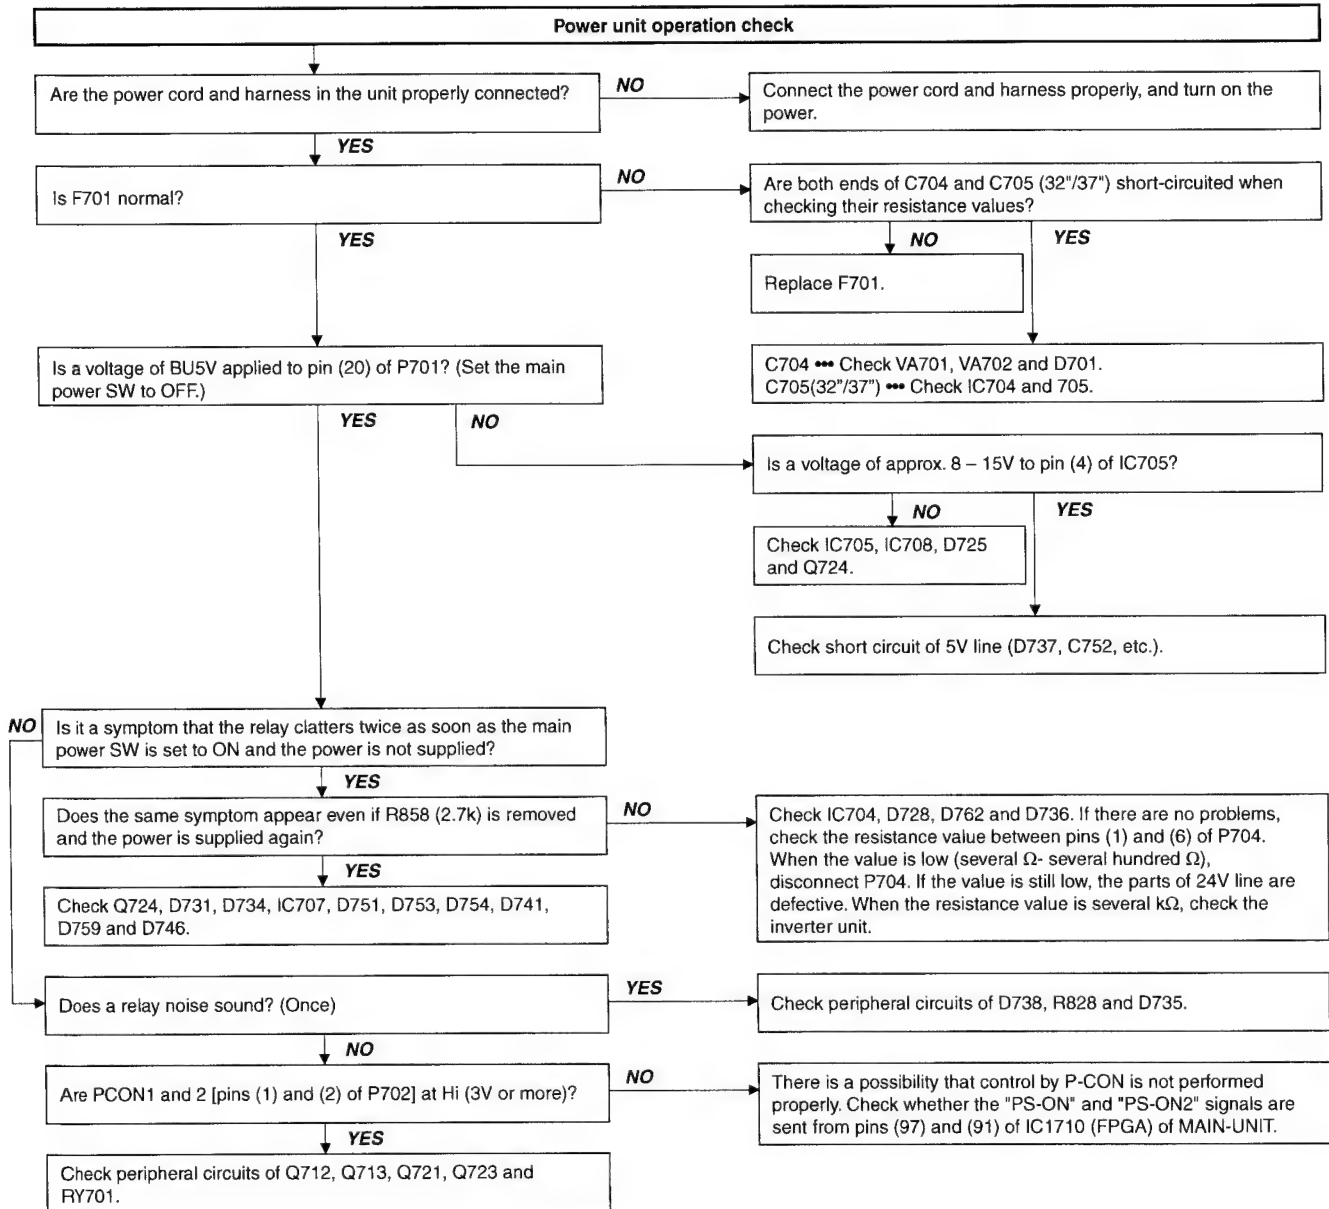 Power unit operation check
Are the power cord and harness in the unit properly connected?
NO
Connect the power cord and harness properly, and turn on the
power.
YES
Is F701 normal?
NO
Are both ends of C704 and C705 (32"/37") short-circuited when
checking their resistance values?
YES
NO
YES
Replace F701.
Is a voltage of BU5V applied to pin (20) of P701? (Set the main
power SW to OFF.)
C704 ••• Check VA701, VA702 and D701.
C705(32"/37") ••• Check IC704 and 705.
YES
NO
Is a voltage of approx. 8 – 15V to pin (4) of IC705?
NO
YES
Check IC705, IC708, D725
and Q724.
Check short circuit of 5V line (D737, C752, etc.).
NO
Is it a symptom that the relay clatters twice as soon as the main
power SW is set to ON and the power is not supplied?
YES
Does the same symptom appear even if R858 (2.7k) is removed
and the power is supplied again?
NO
Check IC704, D728, D762 and D736. If there are no problems,
check the resistance value between pins (1) and (6) of P704.
When the value is low (several Ω- several hundred Ω),
disconnect P704. If the value is still low, the parts of 24V line are
defective. When the resistance value is several kΩ, check the
inverter unit.
YES
Check Q724, D731, D734, IC707, D751, D753, D754, D741,
D759 and D746.
Does a relay noise sound? (Once)
YES
Check peripheral circuits of D738, R828 and D735.
NO
Are PCON1 and 2 [pins (1) and (2) of P702] at Hi (3V or more)?
NO
There is a possibility that control by P-CON is not performed
properly. Check whether the "PS-ON" and "PS-ON2" signals are
sent from pins (97) and (91) of IC1710 (FPGA) of MAIN-UNIT.
YES
Check peripheral circuits of Q712, Q713, Q721, Q723 and
RY701.